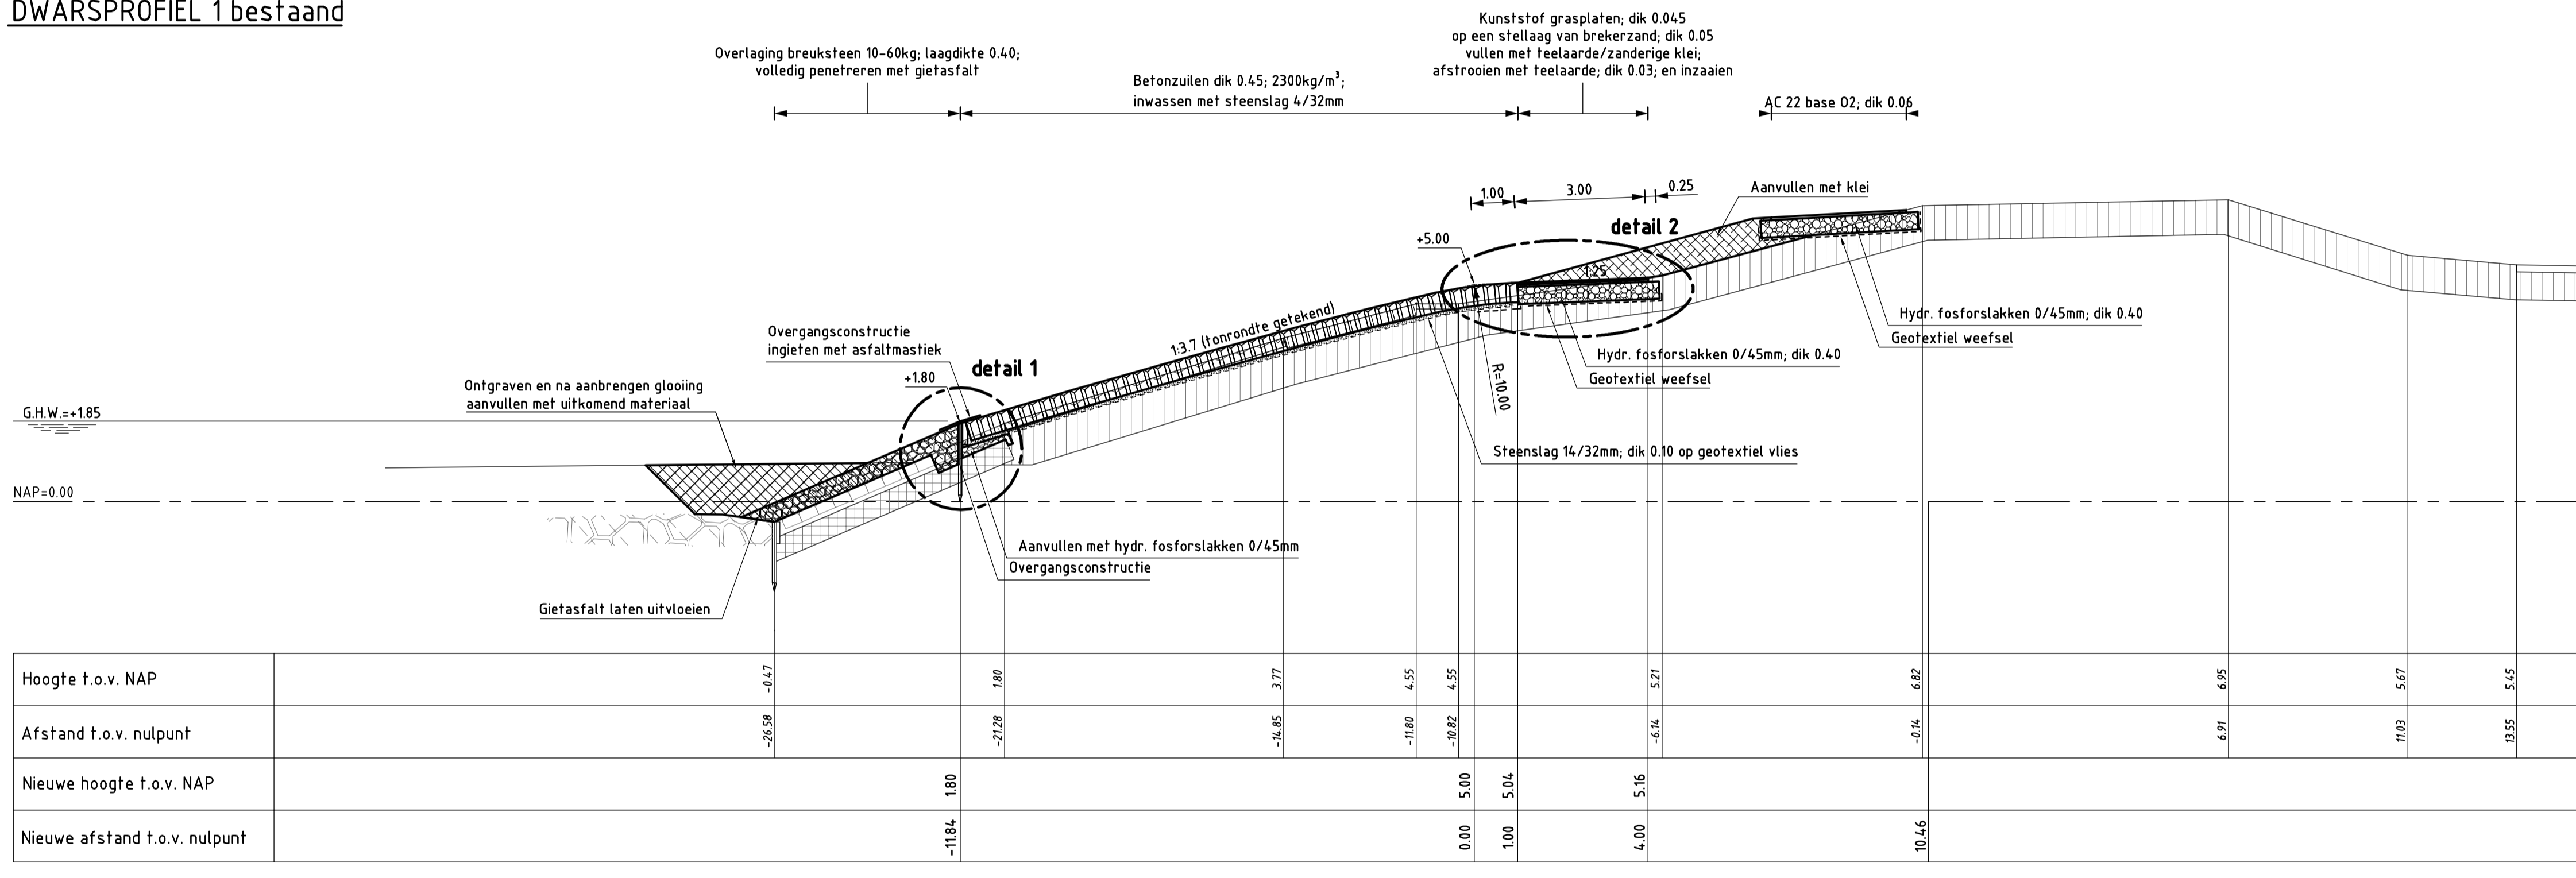 DWARSPROFIEL 1 bestaand
Overlaging breuksteen 10-60kg; laagdikte 0.40;
volledig penetreren met gietasfalt
Betonzuilen dik 0.45; 2300kg/m³;
inwassen met steenslag 4/32mm
Kunststof grasplaten; dik 0.045
op een stellaag van brekerzand; dik 0.05
vullen met teelaarde/zanderige klei;
afstrooien met teelaarde; dik 0.03; en inzaaien
AC 22 base O2; dik 0.06
1.00
3.00
0.25
Aanvullen met klei
detail 2
+5.00
1:25
1:3.7 (tonrondte getekend)
Hydr. fosforslakken 0/45mm; dik 0.40
Geotextiel weefsel
Hydr. fosforslakken 0/45mm; dik 0.40
Geotextiel weefsel
R=10.00
Steenslag 14/32mm; dik 0.10 op geotextiel vlies
Overgangsconstructie
ingieten met asfaltmastiek
detail 1
+1.80
Ontgraven en na aanbrengen glooiing
aanvullen met uitkomend materiaal
G.H.W.=+1.85
NAP=0.00
Aanvullen met hydr. fosforslakken 0/45mm
Overgangsconstructie
Gietasfalt laten uitvloeien
Hoogte t.o.v. NAP -0.47 1.80 3.77 4.55 4.55 5.21 6.82 6.95 5.67 5.45
Afstand t.o.v. nulpunt -26.58 -21.28 -14.85 -11.80 -10.82 -6.14 -0.14 6.91 11.03 13.55
Nieuwe hoogte t.o.v. NAP 1.80 5.00 5.04 5.16
Nieuwe afstand t.o.v. nulpunt -11.84 0.00 1.00 4.00 10.46